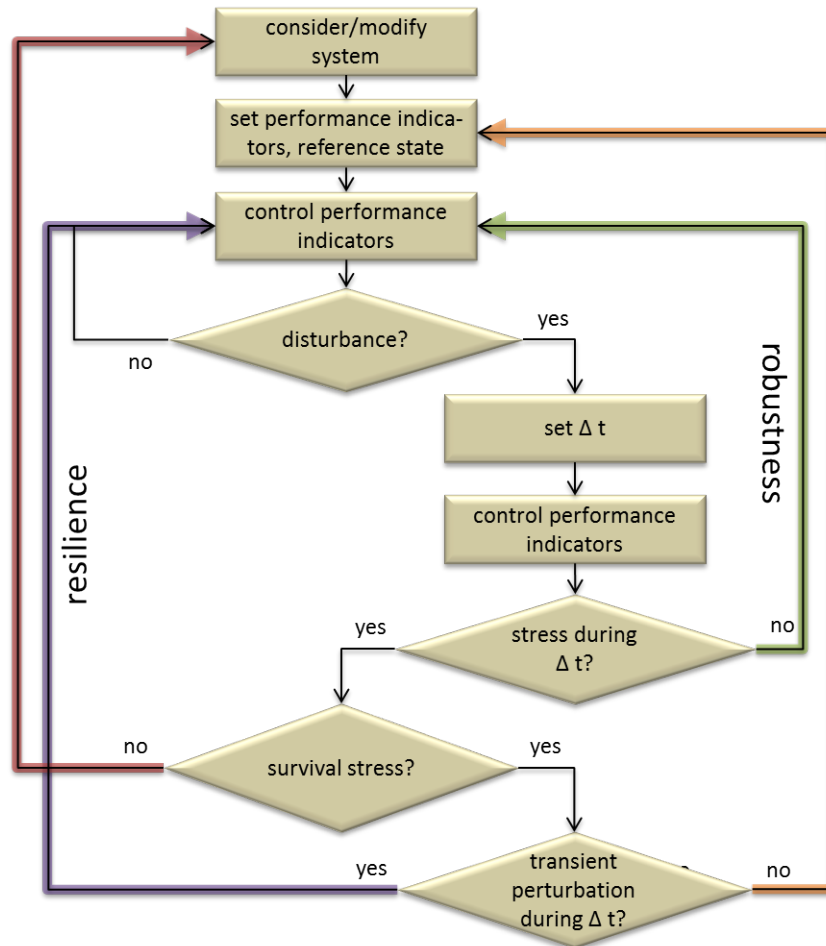 consider/modify
system
set performance indica-
tors, reference state
control performance
indicators
disturbance?
yes
no
set Δ t
robustness
resilience
control performance
indicators
stress during
Δ t?
yes
no
survival stress?
no
yes
transient
perturbation
during Δ t?
yes
no